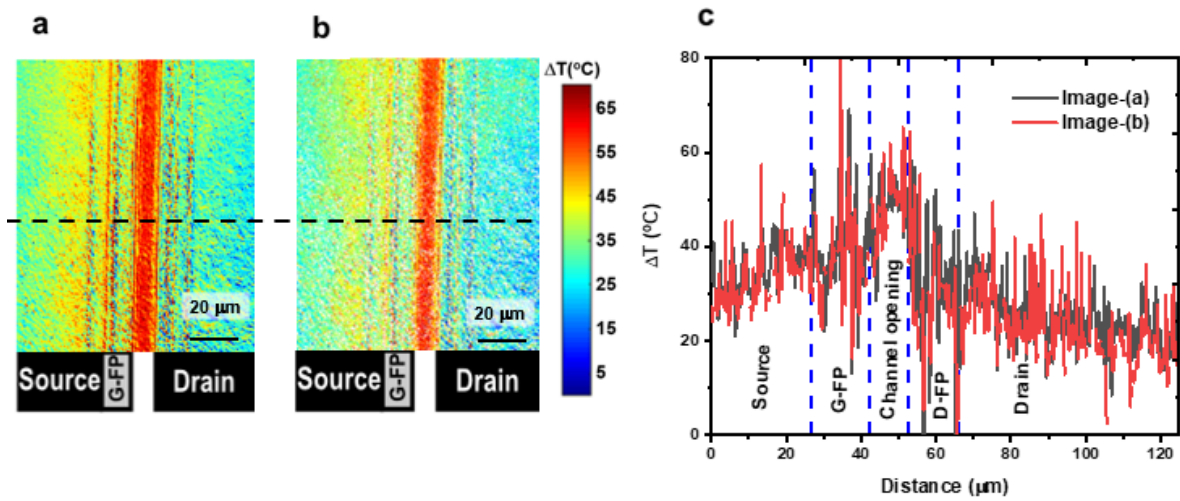 a
b
c
ΔT(°C)
65
55
45
35
25
15
5
20 μm
20 μm
Source
G-FP
Drain
Source
G-FP
Drain
80
60
40
20
0
ΔT (°C)
Image-(a)
Image-(b)
Source
G-FP
Channel opening
D-FP
Drain
0
20
40
60
80
100
120
Distance (μm)